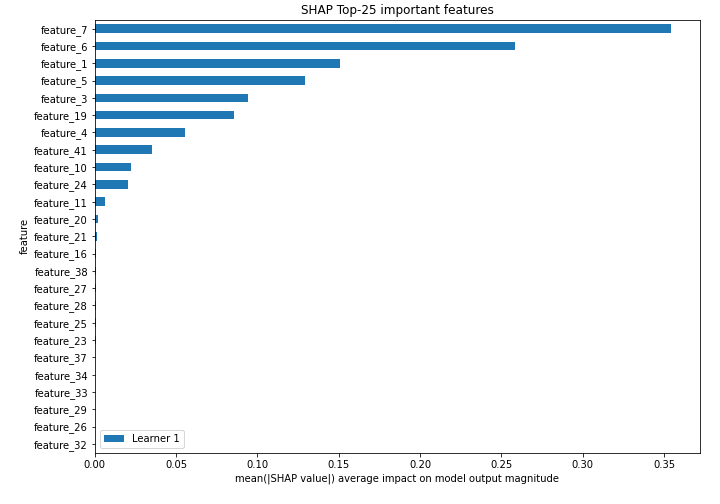 SHAP Top-25 important features
feature_7
feature_6
feature_1
feature_5
feature_3
feature_19
feature_4
feature_41
feature_10
feature_24
feature_11
feature_20
feature_21
feature_16
feature_38
feature_27
feature_28
feature_25
feature_23
feature_37
feature_34
feature_33
feature_29
feature_26
feature_32
feature
Learner 1
0.00 0.05 0.10 0.15 0.20 0.25 0.30 0.35
mean(|SHAP value|) average impact on model output magnitude